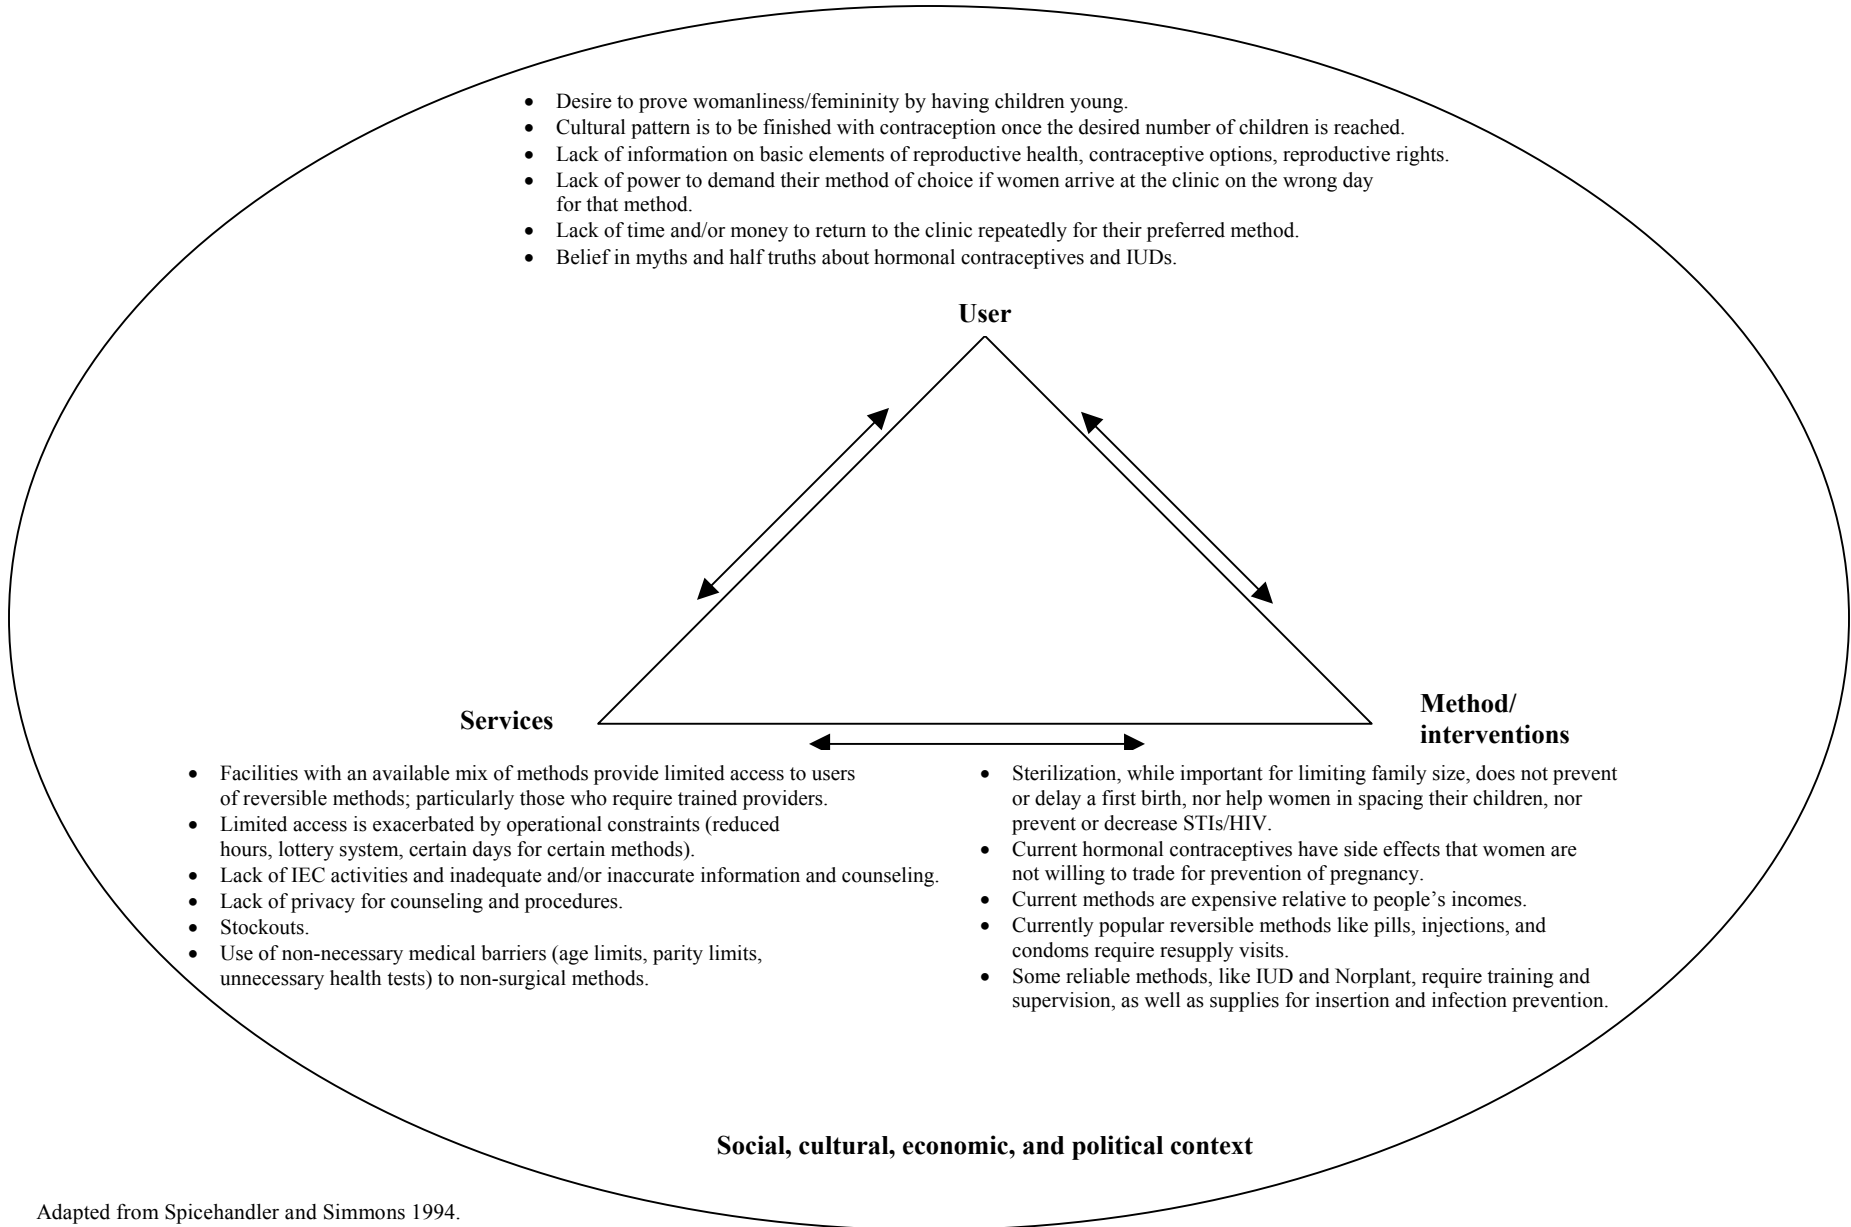 • Desire to prove womanliness/femininity by having children young.
• Cultural pattern is to be finished with contraception once the desired number of children is reached.
• Lack of information on basic elements of reproductive health, contraceptive options, reproductive rights.
• Lack of power to demand their method of choice if women arrive at the clinic on the wrong day
for that method.
• Lack of time and/or money to return to the clinic repeatedly for their preferred method.
• Belief in myths and half truths about hormonal contraceptives and IUDs.
User
Services
• Facilities with an available mix of methods provide limited access to users
of reversible methods; particularly those who require trained providers.
• Limited access is exacerbated by operational constraints (reduced
hours, lottery system, certain days for certain methods).
• Lack of IEC activities and inadequate and/or inaccurate information and counseling.
• Lack of privacy for counseling and procedures.
• Stockouts.
• Use of non-necessary medical barriers (age limits, parity limits,
unnecessary health tests) to non-surgical methods.
Method/
interventions
• Sterilization, while important for limiting family size, does not prevent
or delay a first birth, nor help women in spacing their children, nor
prevent or decrease STIs/HIV.
• Current hormonal contraceptives have side effects that women are
not willing to trade for prevention of pregnancy.
• Current methods are expensive relative to people’s incomes.
• Currently popular reversible methods like pills, injections, and
condoms require resupply visits.
• Some reliable methods, like IUD and Norplant, require training and
supervision, as well as supplies for insertion and infection prevention.
Social, cultural, economic, and political context
Adapted from Spicehandler and Simmons 1994.